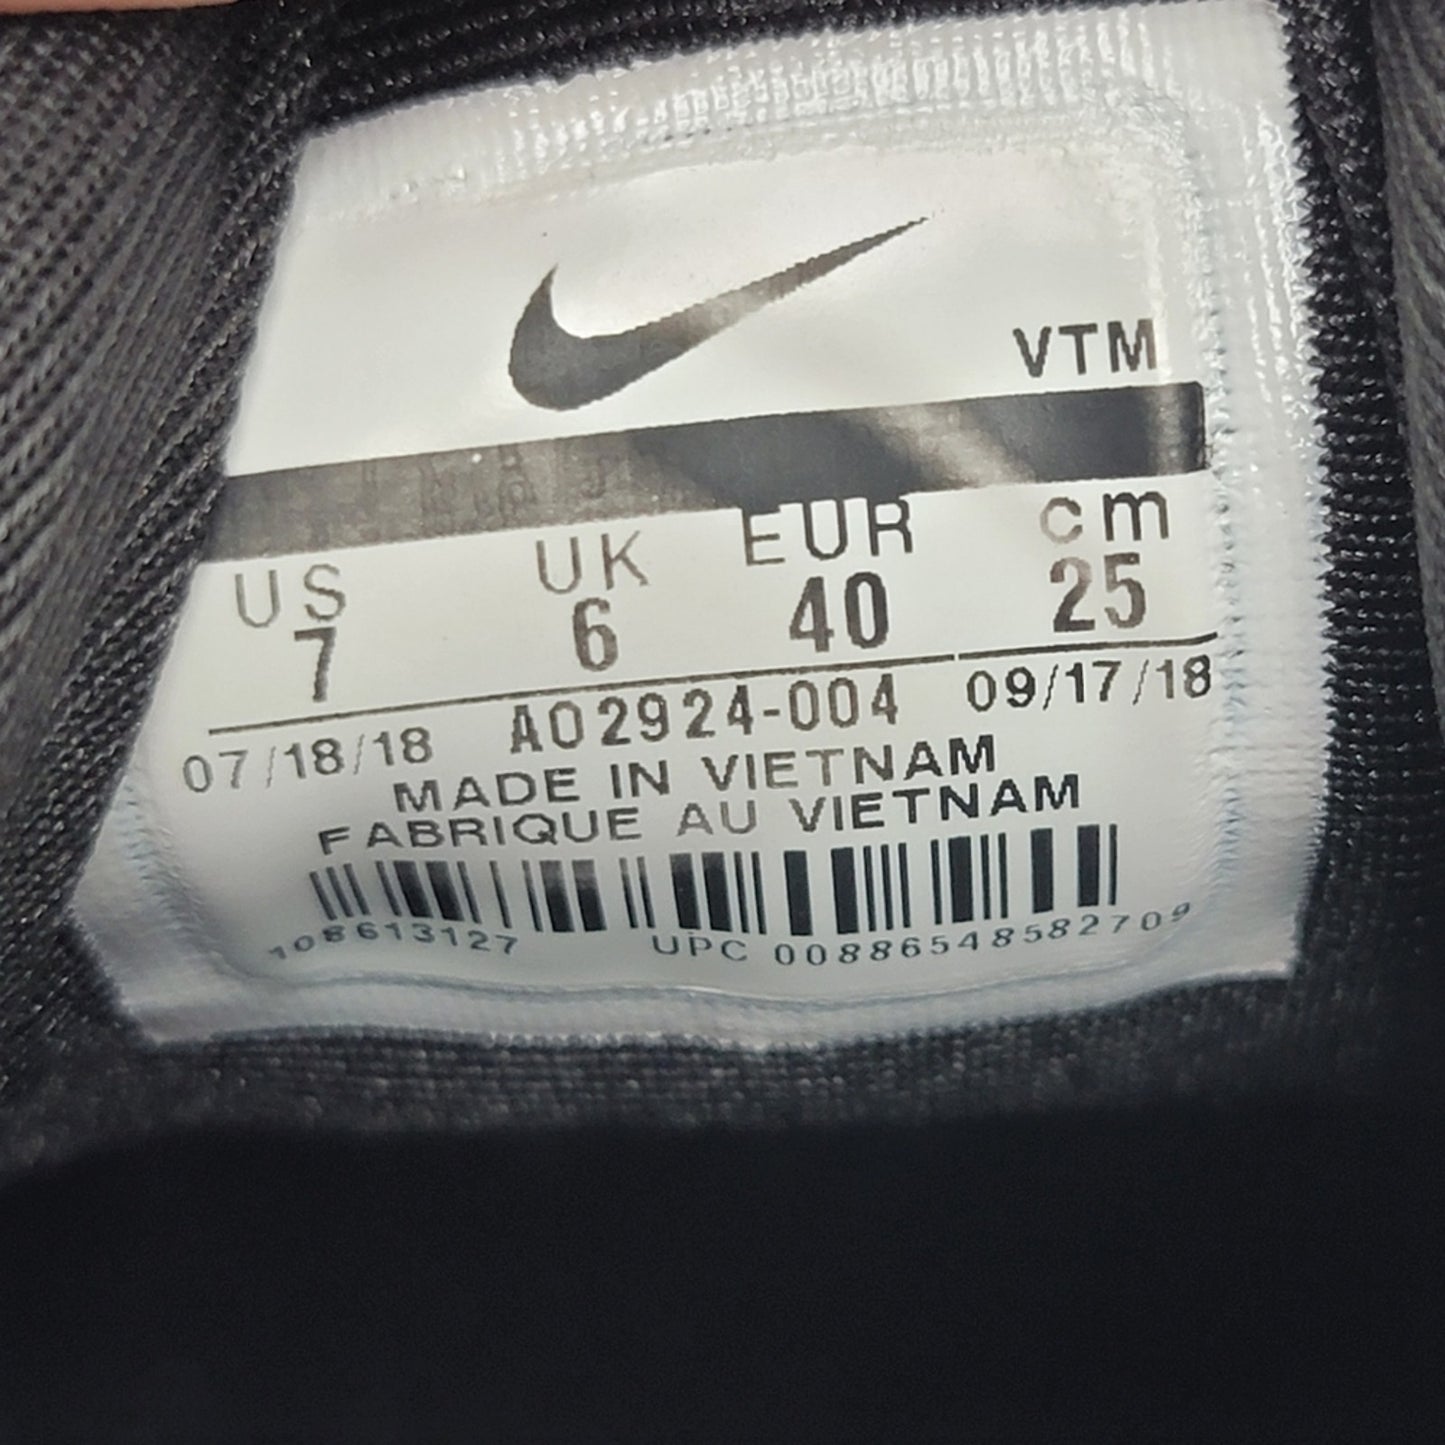 VTM
US UK EUR cm
7 6 40 25
07/18/18 AO2924-004 09/17/18
MADE IN VIETNAM
FABRIQUE AU VIETNAM
108613127 UPC 00886548582709